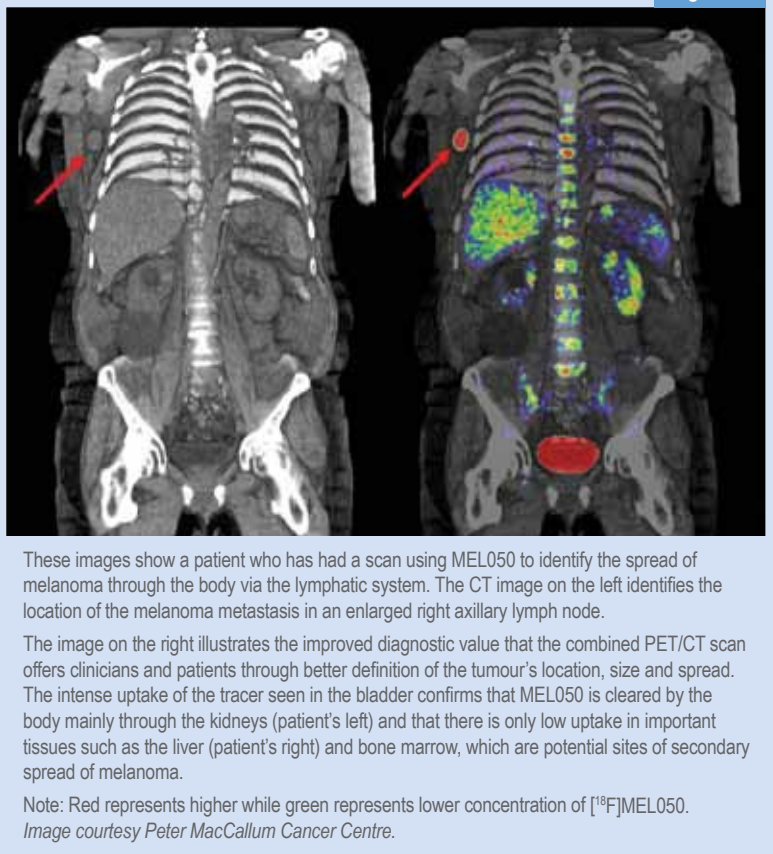 These images show a patient who has had a scan using MEL050 to identify the spread of
melanoma through the body via the lymphatic system. The CT image on the left identifies the
location of the melanoma metastasis in an enlarged right axillary lymph node.
The image on the right illustrates the improved diagnostic value that the combined PET/CT scan
offers clinicians and patients through better definition of the tumour's location, size and spread.
The intense uptake of the tracer seen in the bladder confirms that MEL050 is cleared by the
body mainly through the kidneys (patient's left) and that there is only low uptake in important
tissues such as the liver (patient's right) and bone marrow, which are potential sites of secondary
spread of melanoma.
Note: Red represents higher while green represents lower concentration of [¹⁸F]MEL050.
Image courtesy Peter MacCallum Cancer Centre.